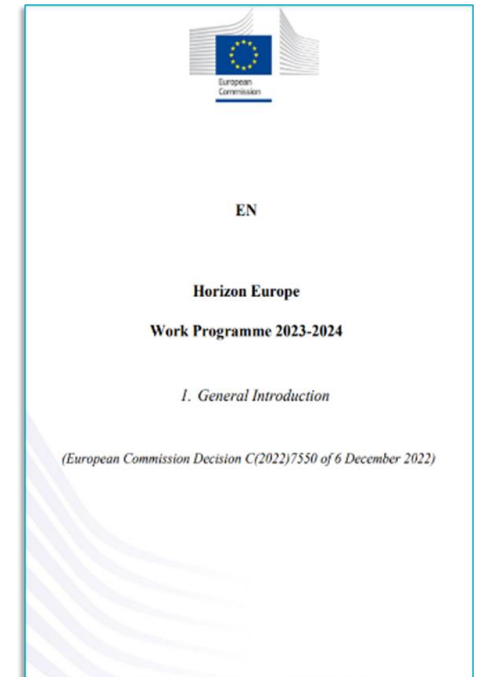 European
Commission
EN
Horizon Europe
Work Programme 2023-2024
1. General Introduction
(European Commission Decision C(2022)7550 of 6 December 2022)